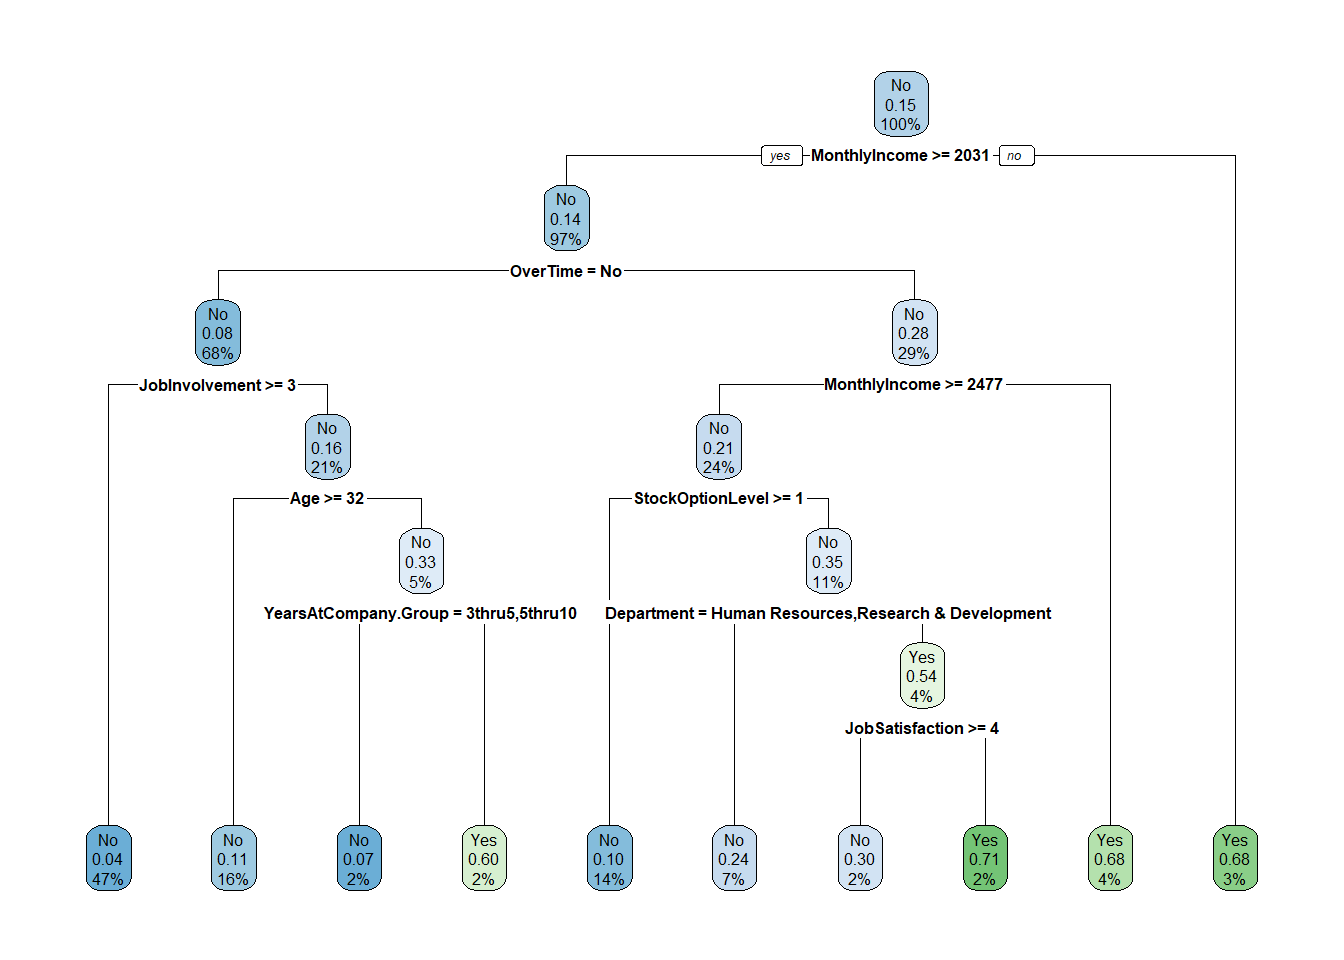 No
0.15
100%
yes
MonthlyIncome >= 2031
no
No
0.14
97%
OverTime = No
No
0.08
68%
No
0.28
29%
JobInvolvement >= 3
MonthlyIncome >= 2477
No
0.16
21%
No
0.21
24%
Age >= 32
StockOptionLevel >= 1
No
0.33
5%
No
0.35
11%
YearsAtCompany.Group = 3thru5,5thru10
Department = Human Resources,Research & Development
Yes
0.54
4%
JobSatisfaction >= 4
No
0.04
47%
No
0.11
16%
No
0.07
2%
Yes
0.60
2%
No
0.10
14%
No
0.24
7%
No
0.30
2%
Yes
0.71
2%
Yes
0.68
4%
Yes
0.68
3%